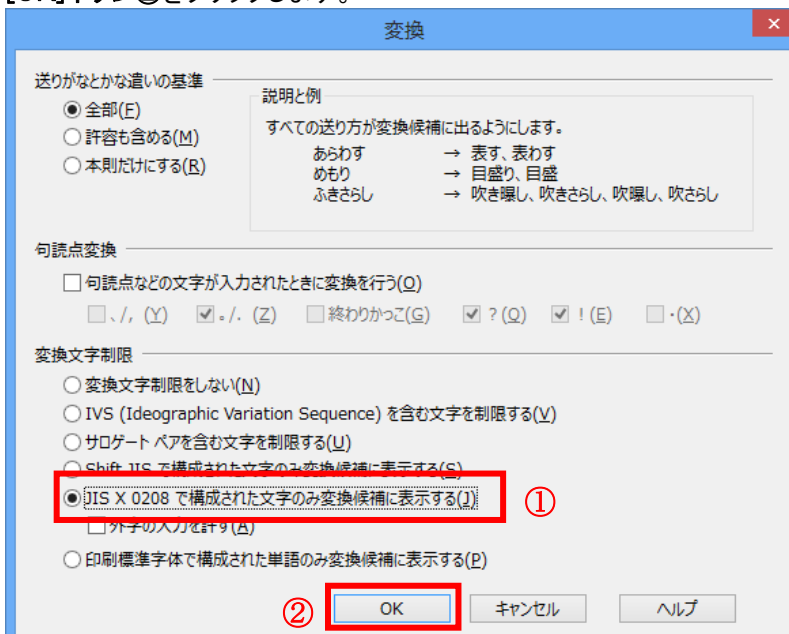 [OK]ボタン②をクリックします。
変換
送りがなとかな遣いの基準
全部(F)
許容も含める(M)
本則だけにする(R)
説明と例
すべての送り方が変換候補に出るようにします。
あらわす → 表す、表わす
めもり → 目盛り、目盛
ふきさらし → 吹き曝し、吹きさらし、吹曝し、吹さらし
句読点変換
句読点などの文字が入力されたときに変換を行う(O)
、/, (Y) 。/. (Z) 終わりかっこ(G) ? (Q) ! (E) ・(X)
変換文字制限
変換文字制限をしない(N)
IVS (Ideographic Variation Sequence) を含む文字を制限する(V)
サロゲート ペアを含む文字を制限する(U)
Shift JIS で構成された文字のみ変換候補に表示する(S)
JIS X 0208 で構成された文字のみ変換候補に表示する(J) ①
外字の入力を許す(A)
印刷標準字体で構成された単語のみ変換候補に表示する(P)
② OK キャンセル ヘルプ